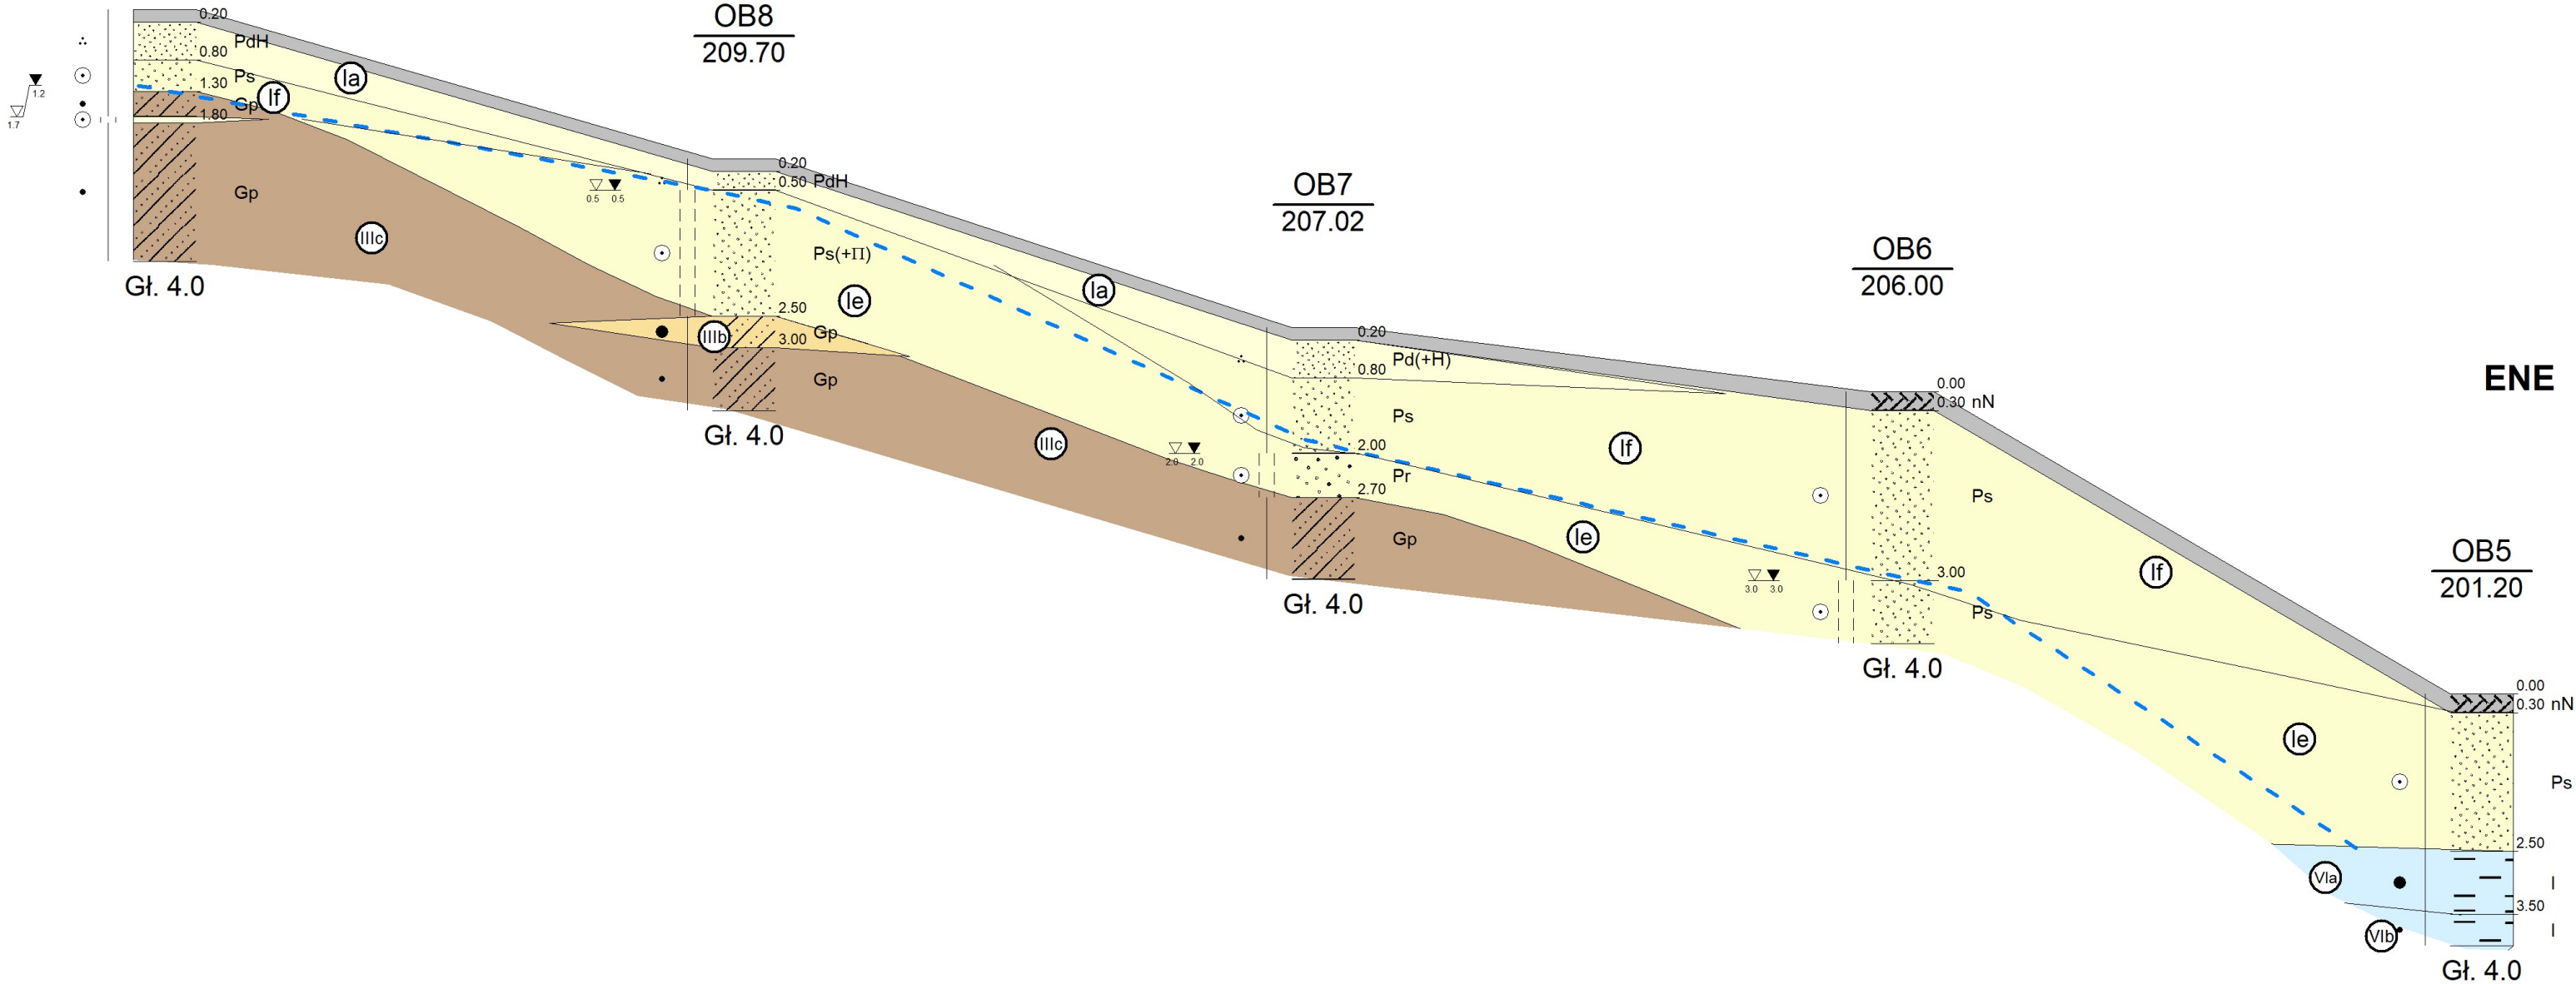 0.20
PdH
0.80
Ps
1.30
Gp
1.80
Gp
1.2
1.7
Ia
If
IIIc
Gł. 4.0
OB8
209.70
0.20
0.50 PdH
0.5 0.5
Ps(+Π)
Ie
2.50
IIIb
Gp
3.00
Gp
Gł. 4.0
OB7
207.02
Ia
0.20
Pd(+H)
0.80
Ps
2.00
2.0 2.0
Pr
2.70
Gp
IIIc
Gł. 4.0
OB6
206.00
0.00
0.30 nN
If
Ps
Ie
3.00
3.0 3.0
Ps
Gł. 4.0
ENE
If
OB5
201.20
0.00
0.30 nN
Ie
Ps
2.50
VIa
I
3.50
VIb
I
Gł. 4.0